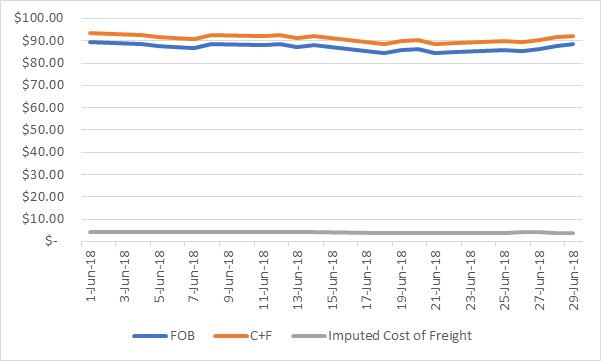 $100.00
$90.00
$80.00
$70.00
$60.00
$50.00
$40.00
$30.00
$20.00
$10.00
$-
1-Jun-18
3-Jun-18
5-Jun-18
7-Jun-18
9-Jun-18
11-Jun-18
13-Jun-18
15-Jun-18
17-Jun-18
19-Jun-18
21-Jun-18
23-Jun-18
25-Jun-18
27-Jun-18
29-Jun-18
FOB C+F Imputed Cost of Freight